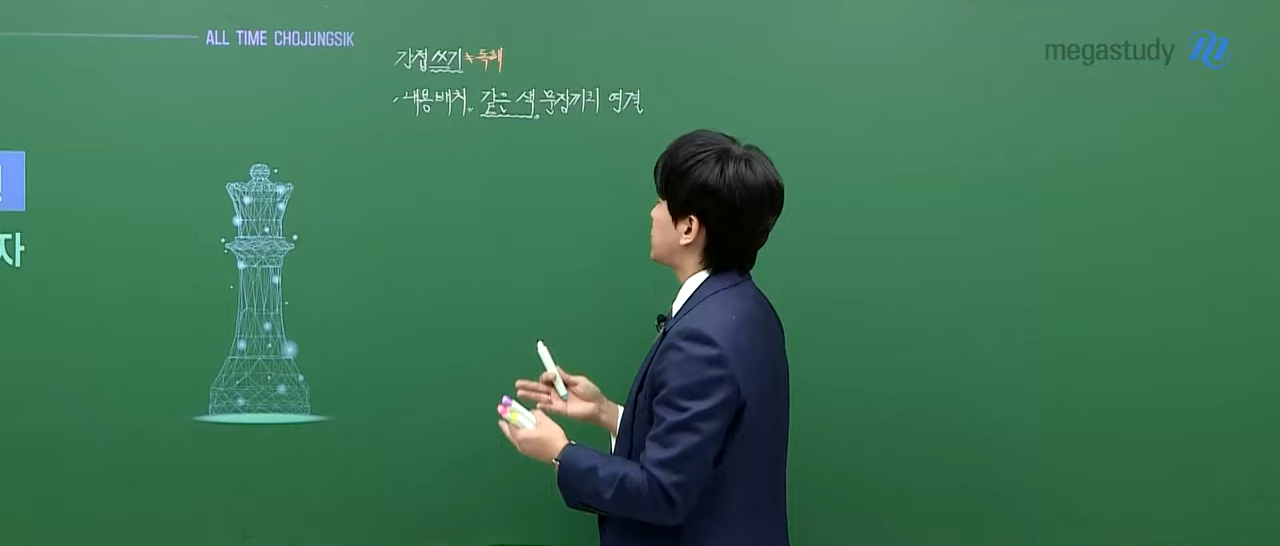 ALL TIME CHOJUNGSIK
megastudy
간접 쓰기 ≒ 독해
· 내용 배치, 같은 색 문장끼리 연결
자